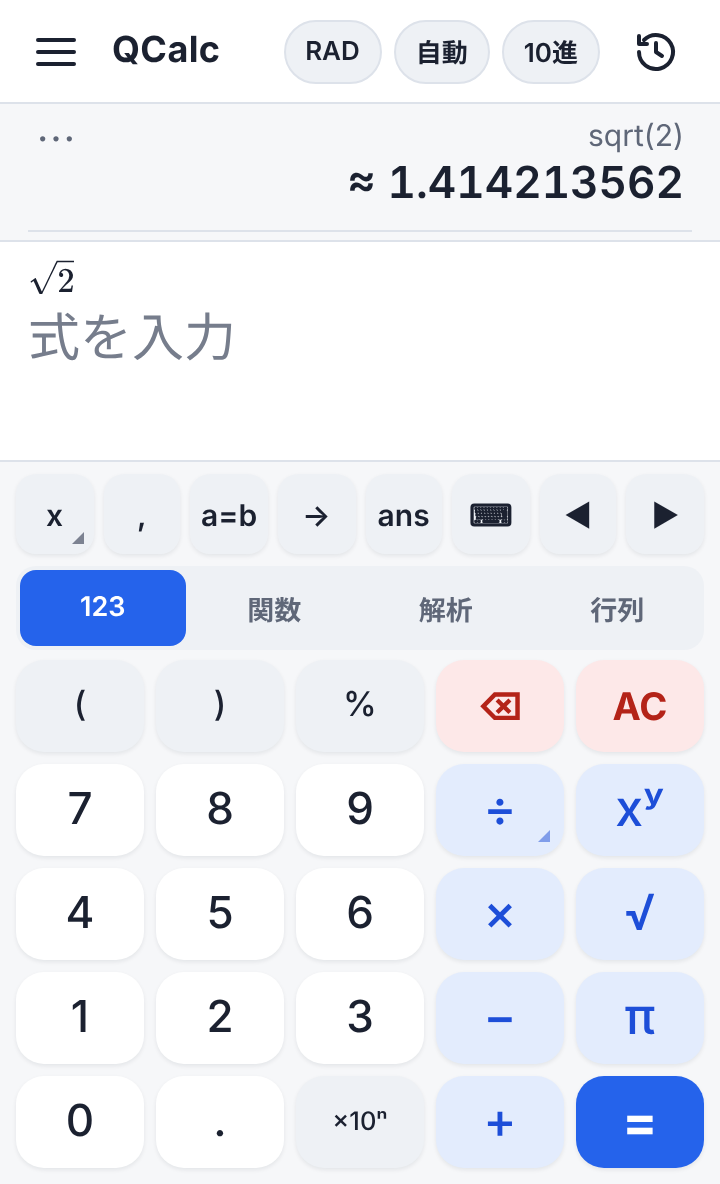 QCalc RAD 自動 10進
…
sqrt(2)
≈ 1.414213562
√2
式を入力
x , a=b → ans ⌨ ◀ ▶
123 関数 解析 行列
( ) % ⌫ AC
7 8 9 ÷ xʸ
4 5 6 × √
1 2 3 − π
0 . ×10ⁿ + =